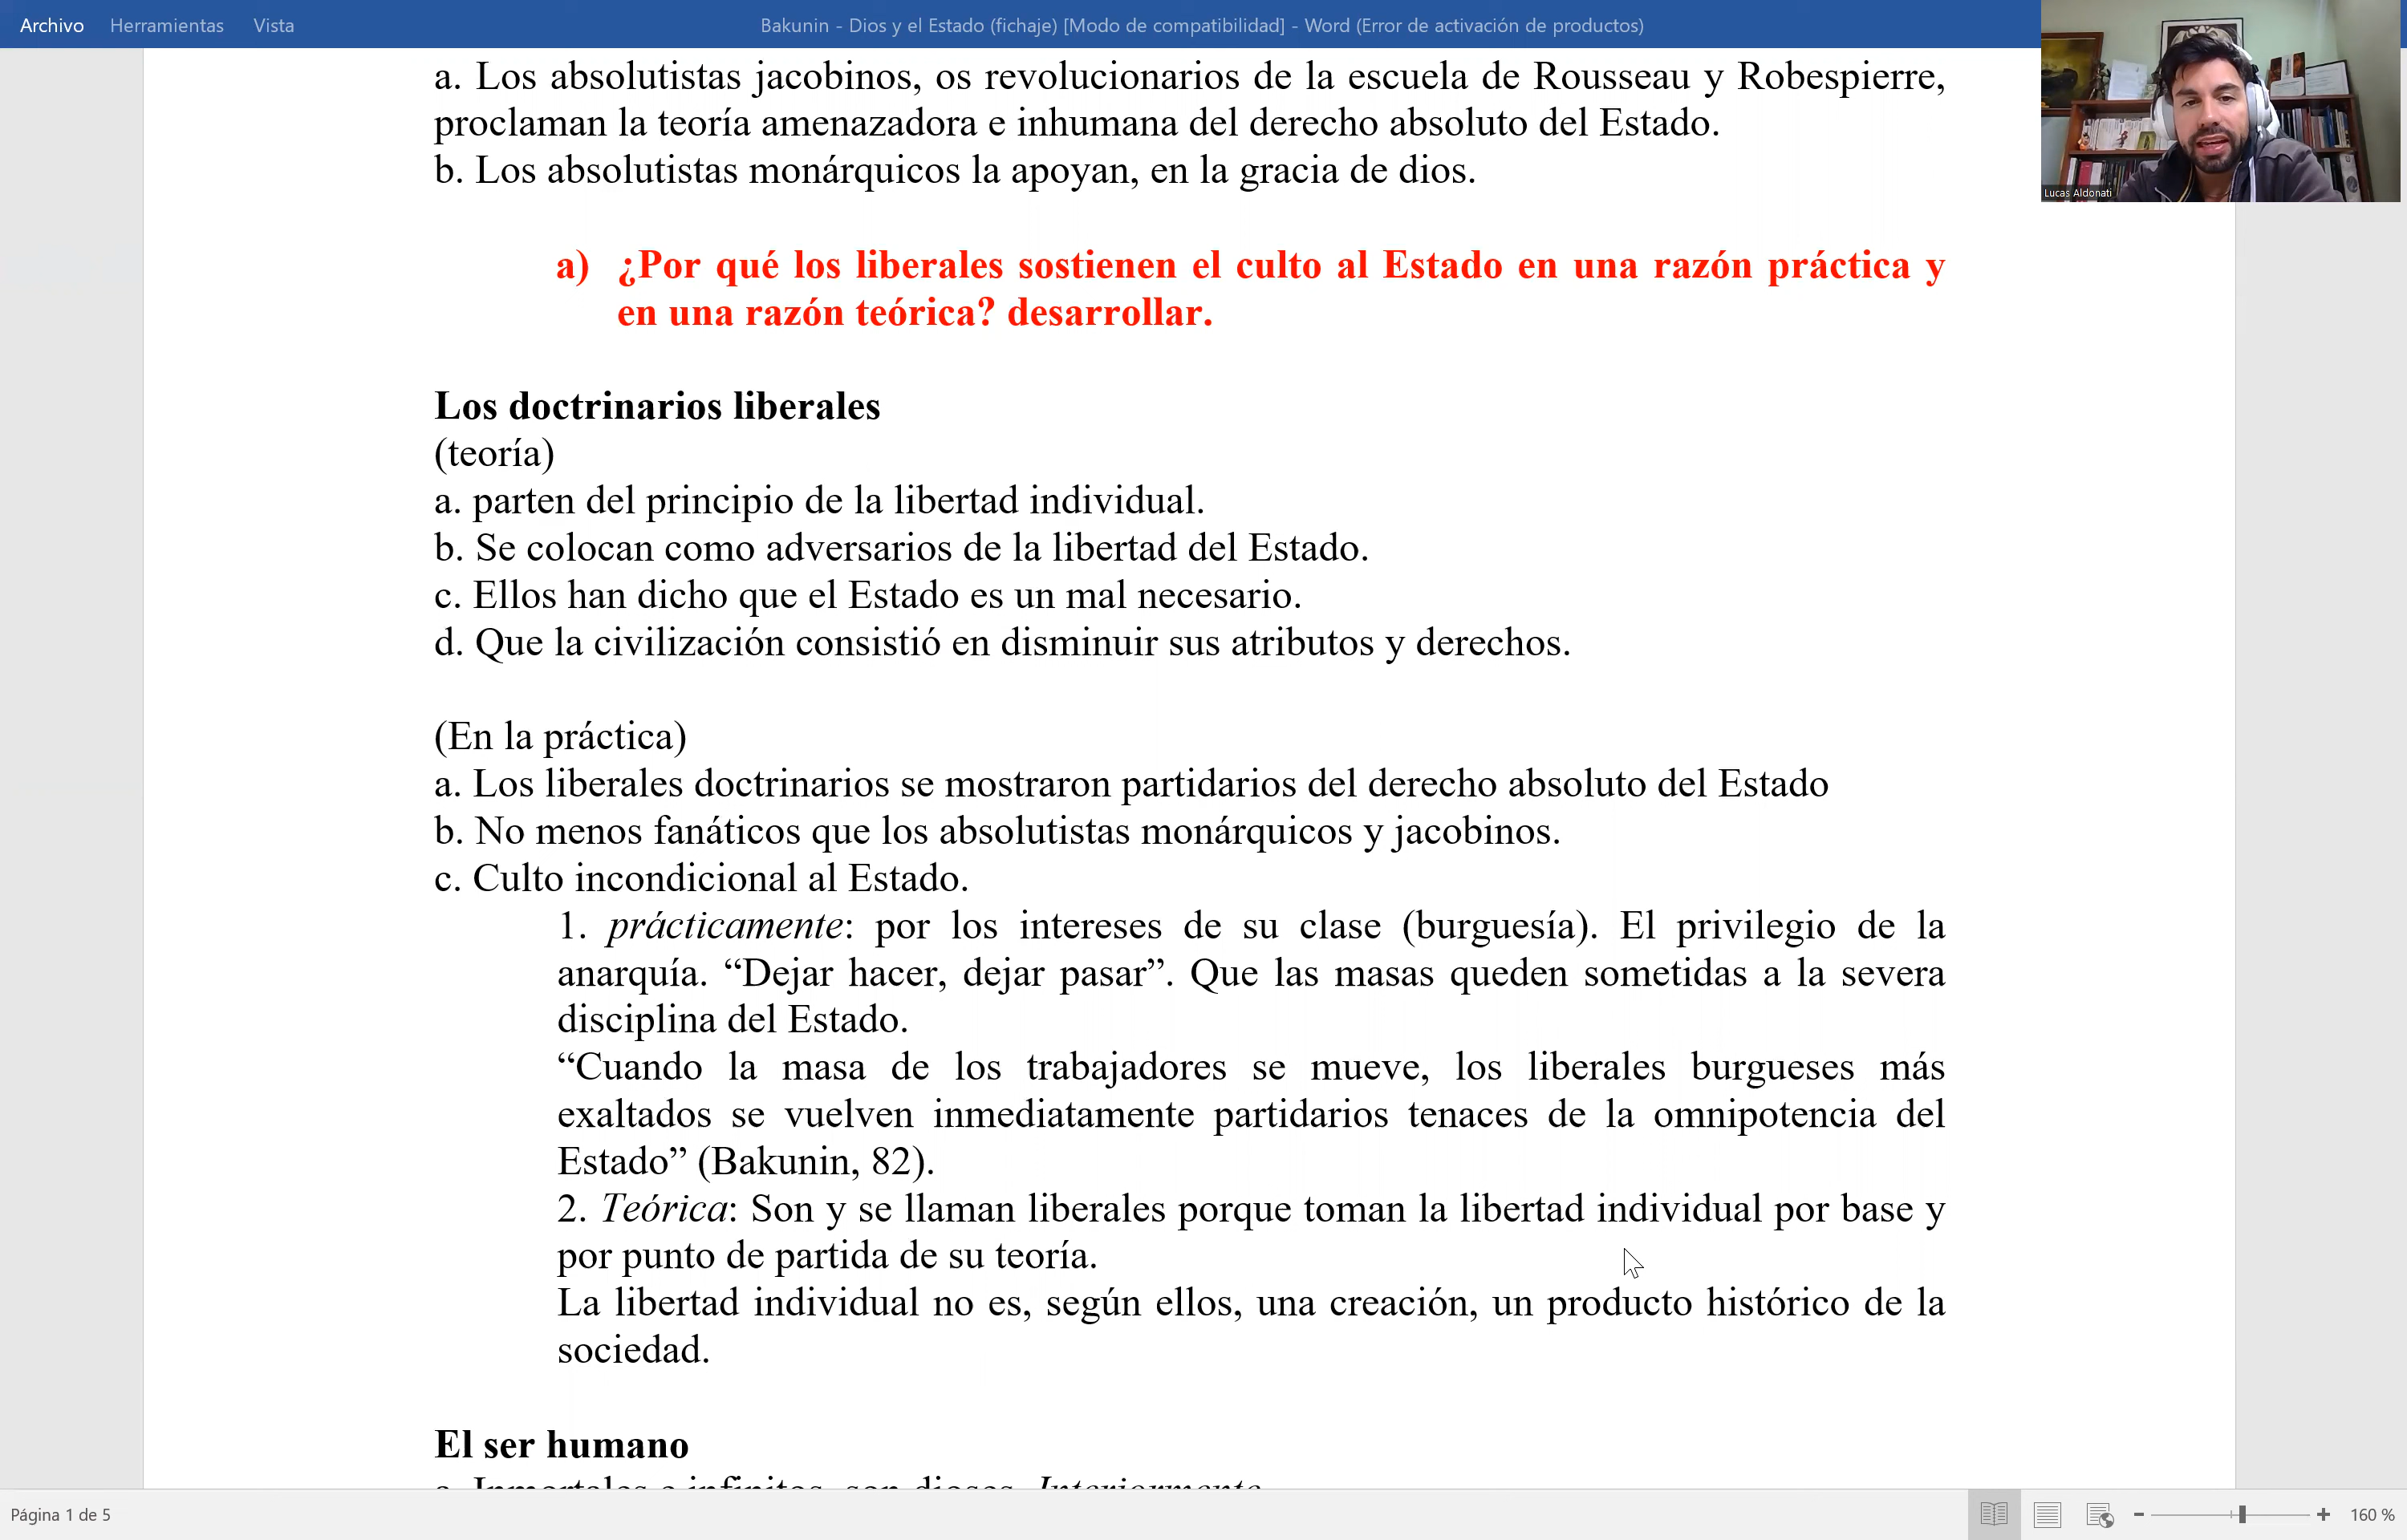 Archivo Herramientas Vista Bakunin - Dios y el Estado (fichaje) [Modo de compatibilidad] - Word (Error de activación de productos)
Lucas Aldonati
a. Los absolutistas jacobinos, os revolucionarios de la escuela de Rousseau y Robespierre,
proclaman la teoría amenazadora e inhumana del derecho absoluto del Estado.
b. Los absolutistas monárquicos la apoyan, en la gracia de dios.
a) ¿Por qué los liberales sostienen el culto al Estado en una razón práctica y
en una razón teórica? desarrollar.
Los doctrinarios liberales
(teoría)
a. parten del principio de la libertad individual.
b. Se colocan como adversarios de la libertad del Estado.
c. Ellos han dicho que el Estado es un mal necesario.
d. Que la civilización consistió en disminuir sus atributos y derechos.
(En la práctica)
a. Los liberales doctrinarios se mostraron partidarios del derecho absoluto del Estado
b. No menos fanáticos que los absolutistas monárquicos y jacobinos.
c. Culto incondicional al Estado.
1. prácticamente: por los intereses de su clase (burguesía). El privilegio de la
anarquía. “Dejar hacer, dejar pasar”. Que las masas queden sometidas a la severa
disciplina del Estado.
“Cuando la masa de los trabajadores se mueve, los liberales burgueses más
exaltados se vuelven inmediatamente partidarios tenaces de la omnipotencia del
Estado” (Bakunin, 82).
2. Teórica: Son y se llaman liberales porque toman la libertad individual por base y
por punto de partida de su teoría.
La libertad individual no es, según ellos, una creación, un producto histórico de la
sociedad.
El ser humano
a. Inmortales e infinitos, son dioses. Interiormente
Página 1 de 5 160 %